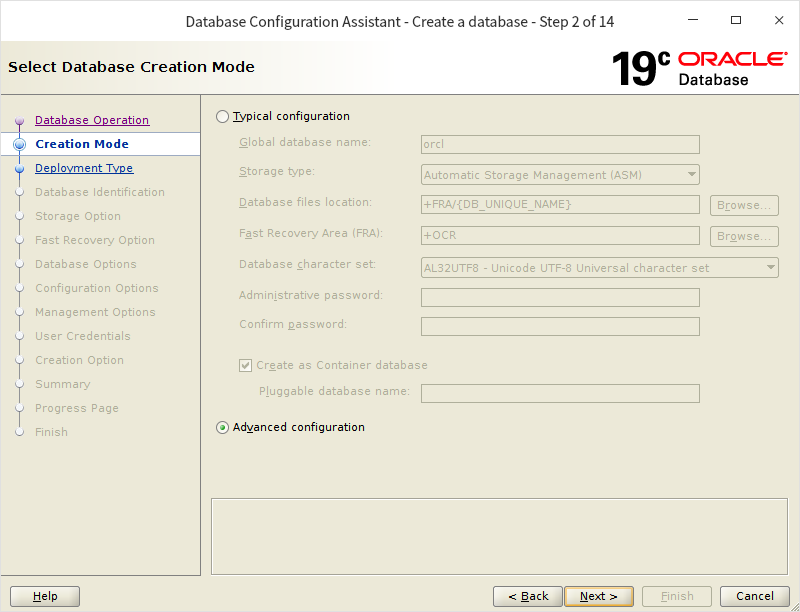 Database Configuration Assistant - Create a database - Step 2 of 14
Select Database Creation Mode
19c ORACLE Database
Database Operation
Creation Mode
Deployment Type
Database Identification
Storage Option
Fast Recovery Option
Database Options
Configuration Options
Management Options
User Credentials
Creation Option
Summary
Progress Page
Finish
Typical configuration
Global database name: orcl
Storage type: Automatic Storage Management (ASM)
Database files location: +FRA/{DB_UNIQUE_NAME} Browse...
Fast Recovery Area (FRA): +OCR Browse...
Database character set: AL32UTF8 - Unicode UTF-8 Universal character set
Administrative password:
Confirm password:
Create as Container database
Pluggable database name:
Advanced configuration
Help < Back Next > Finish Cancel